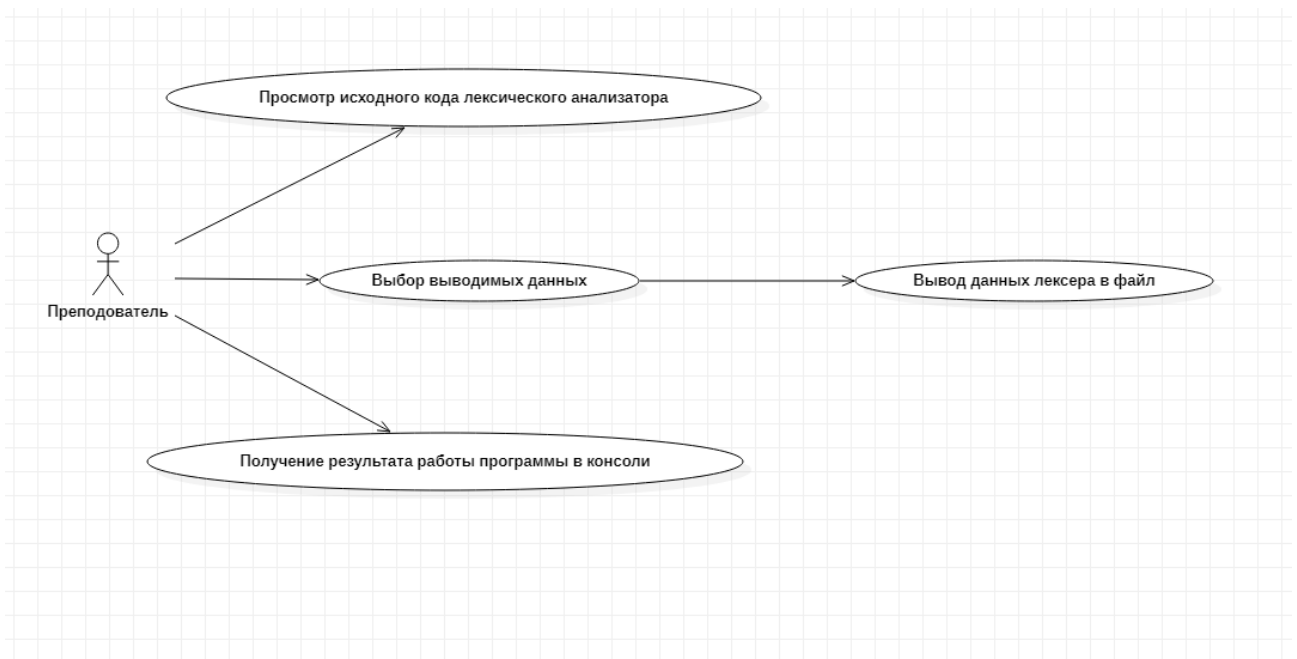 Просмотр исходного кода лексического анализатора
Преподователь
Выбор выводимых данных
Вывод данных лексера в файл
Получение результата работы программы в консоли